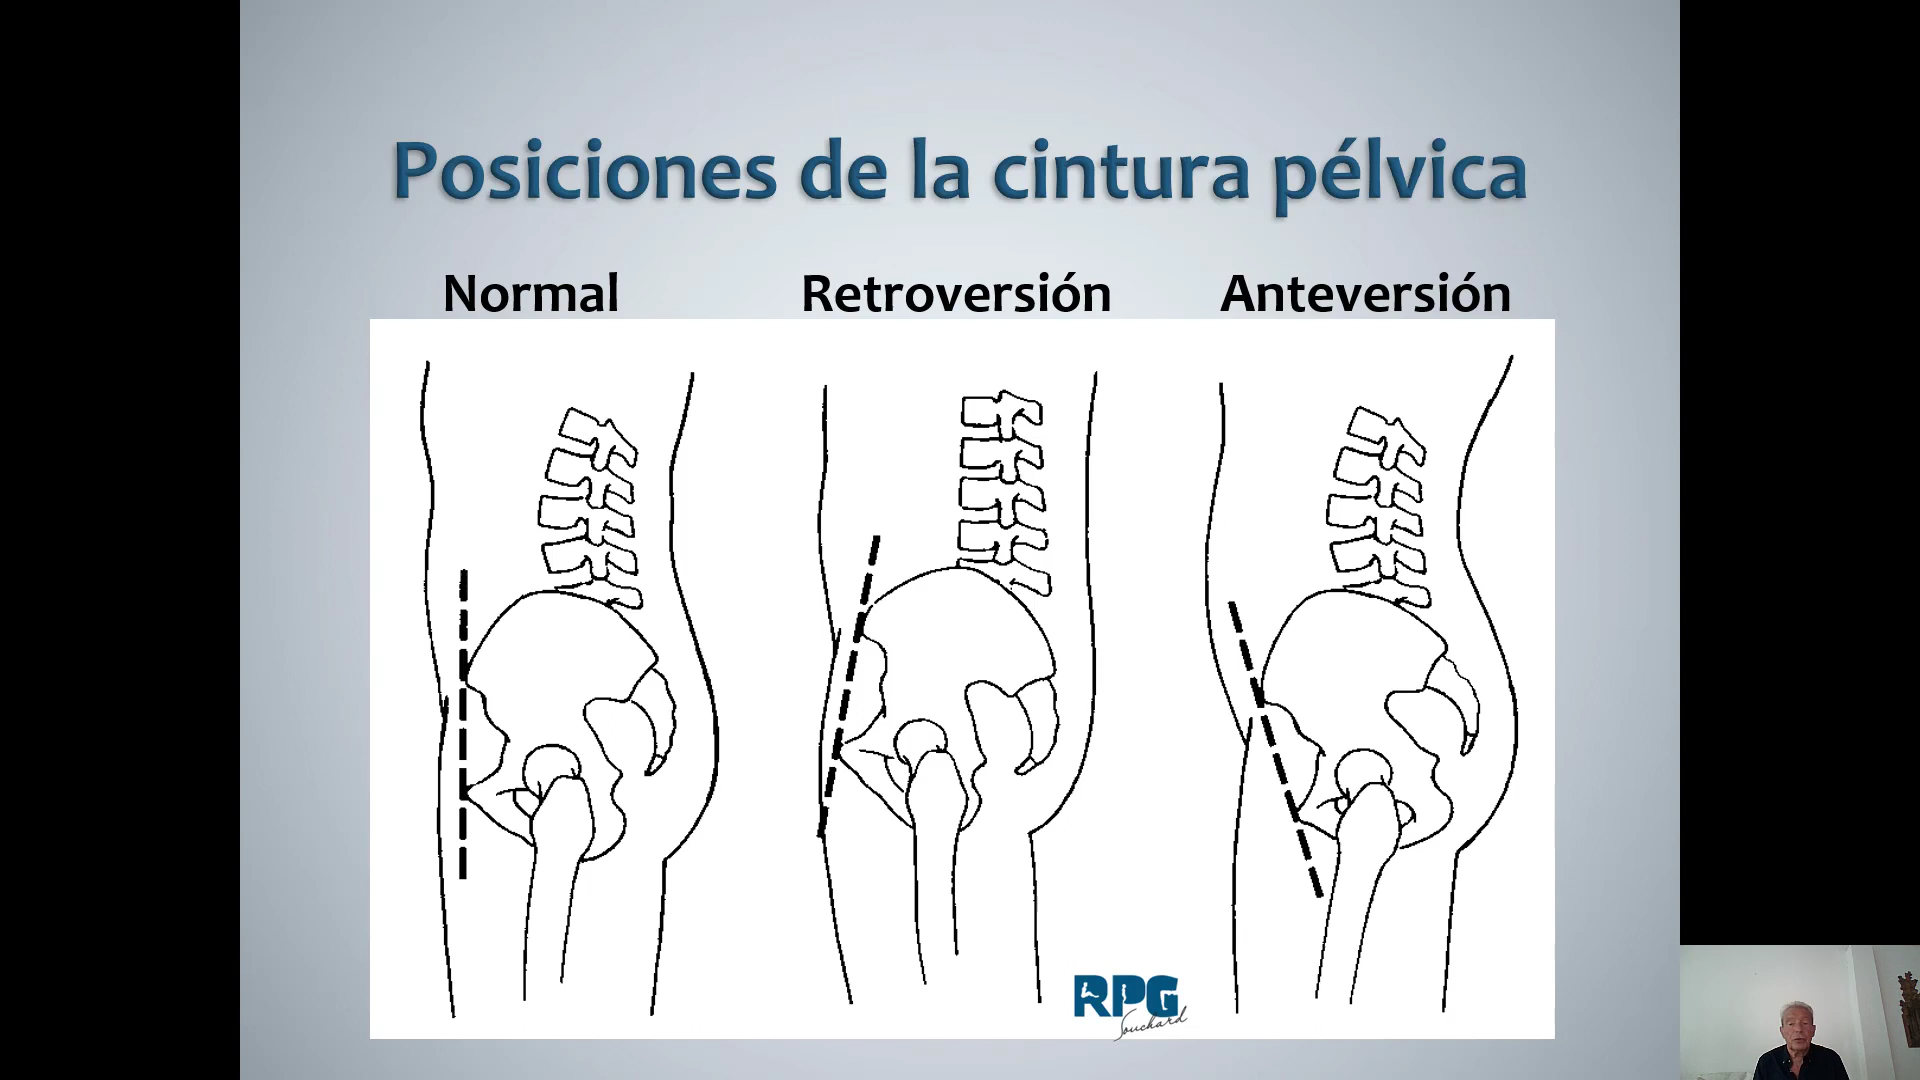 Posiciones de la cintura pélvica
Normal Retroversión Anteversión
RPG
Souchard